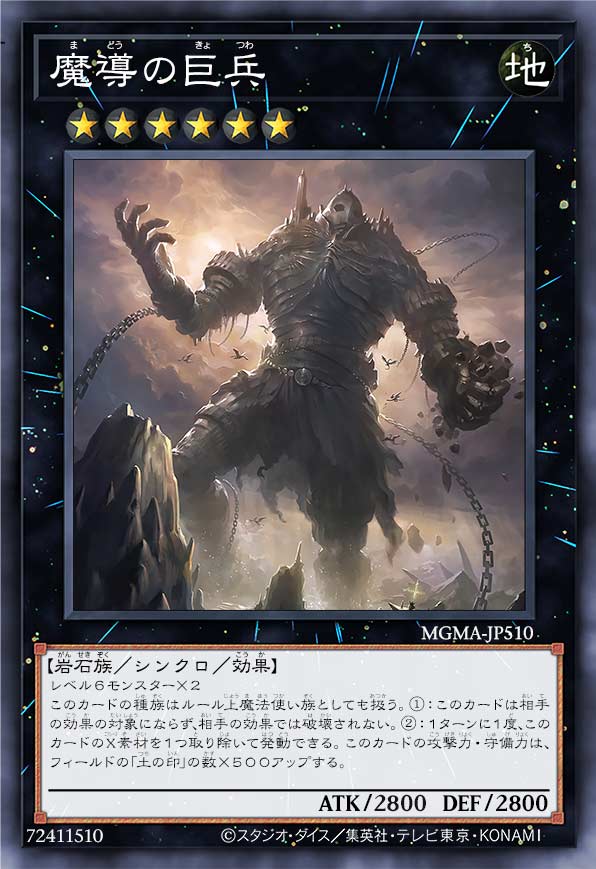 魔導の巨兵
地
MGMA-JP510
【岩石族／シンクロ／効果】
レベル６モンスター×２
このカードの種族はルール上魔法使い族としても扱う。①：このカードは相手
の効果の対象にならず、相手の効果では破壊されない。②：１ターンに１度、この
カードのX素材を１つ取り除いて発動できる。このカードの攻撃力・守備力は、
フィールドの「土の印」の数×５００アップする。
ATK/2800 DEF/2800
72411510 ©スタジオ・ダイス／集英社・テレビ東京・KONAMI